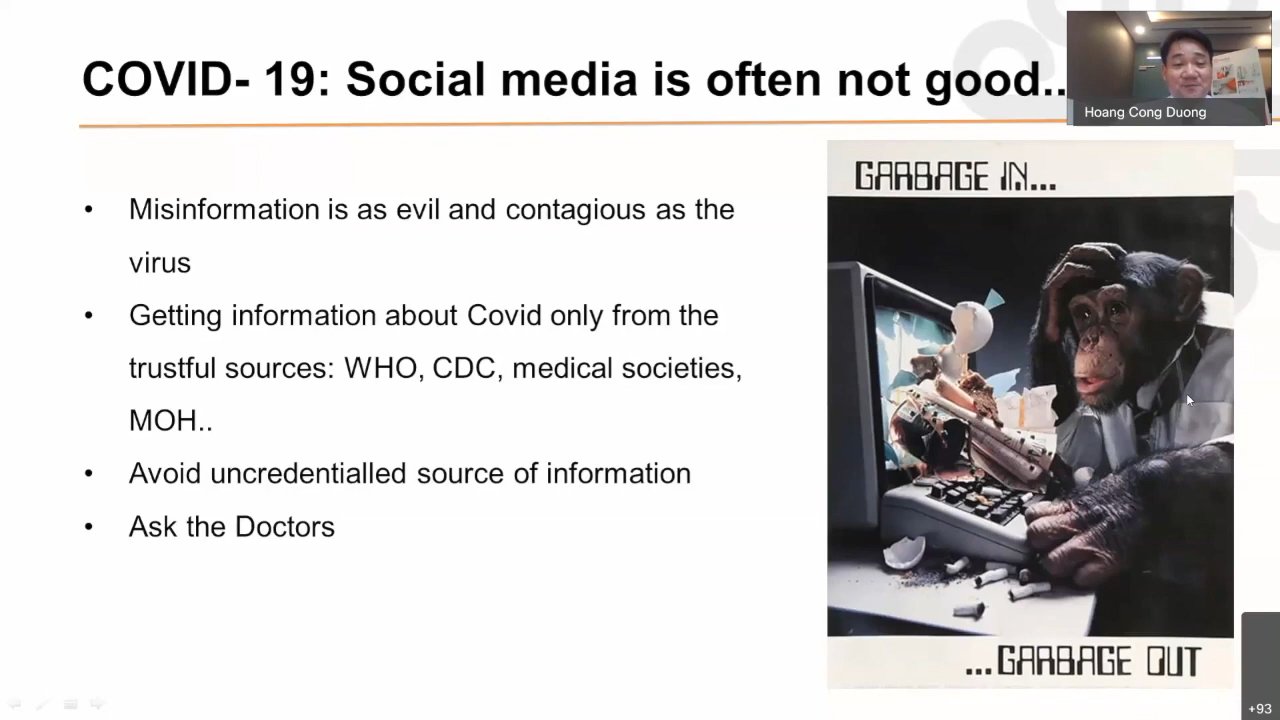 COVID- 19: Social media is often not good..
Hoang Cong Duong
• Misinformation is as evil and contagious as the
virus
• Getting information about Covid only from the
trustful sources: WHO, CDC, medical societies,
MOH..
• Avoid uncredentialled source of information
• Ask the Doctors
GARBAGE IN...
...GARBAGE OUT
+93